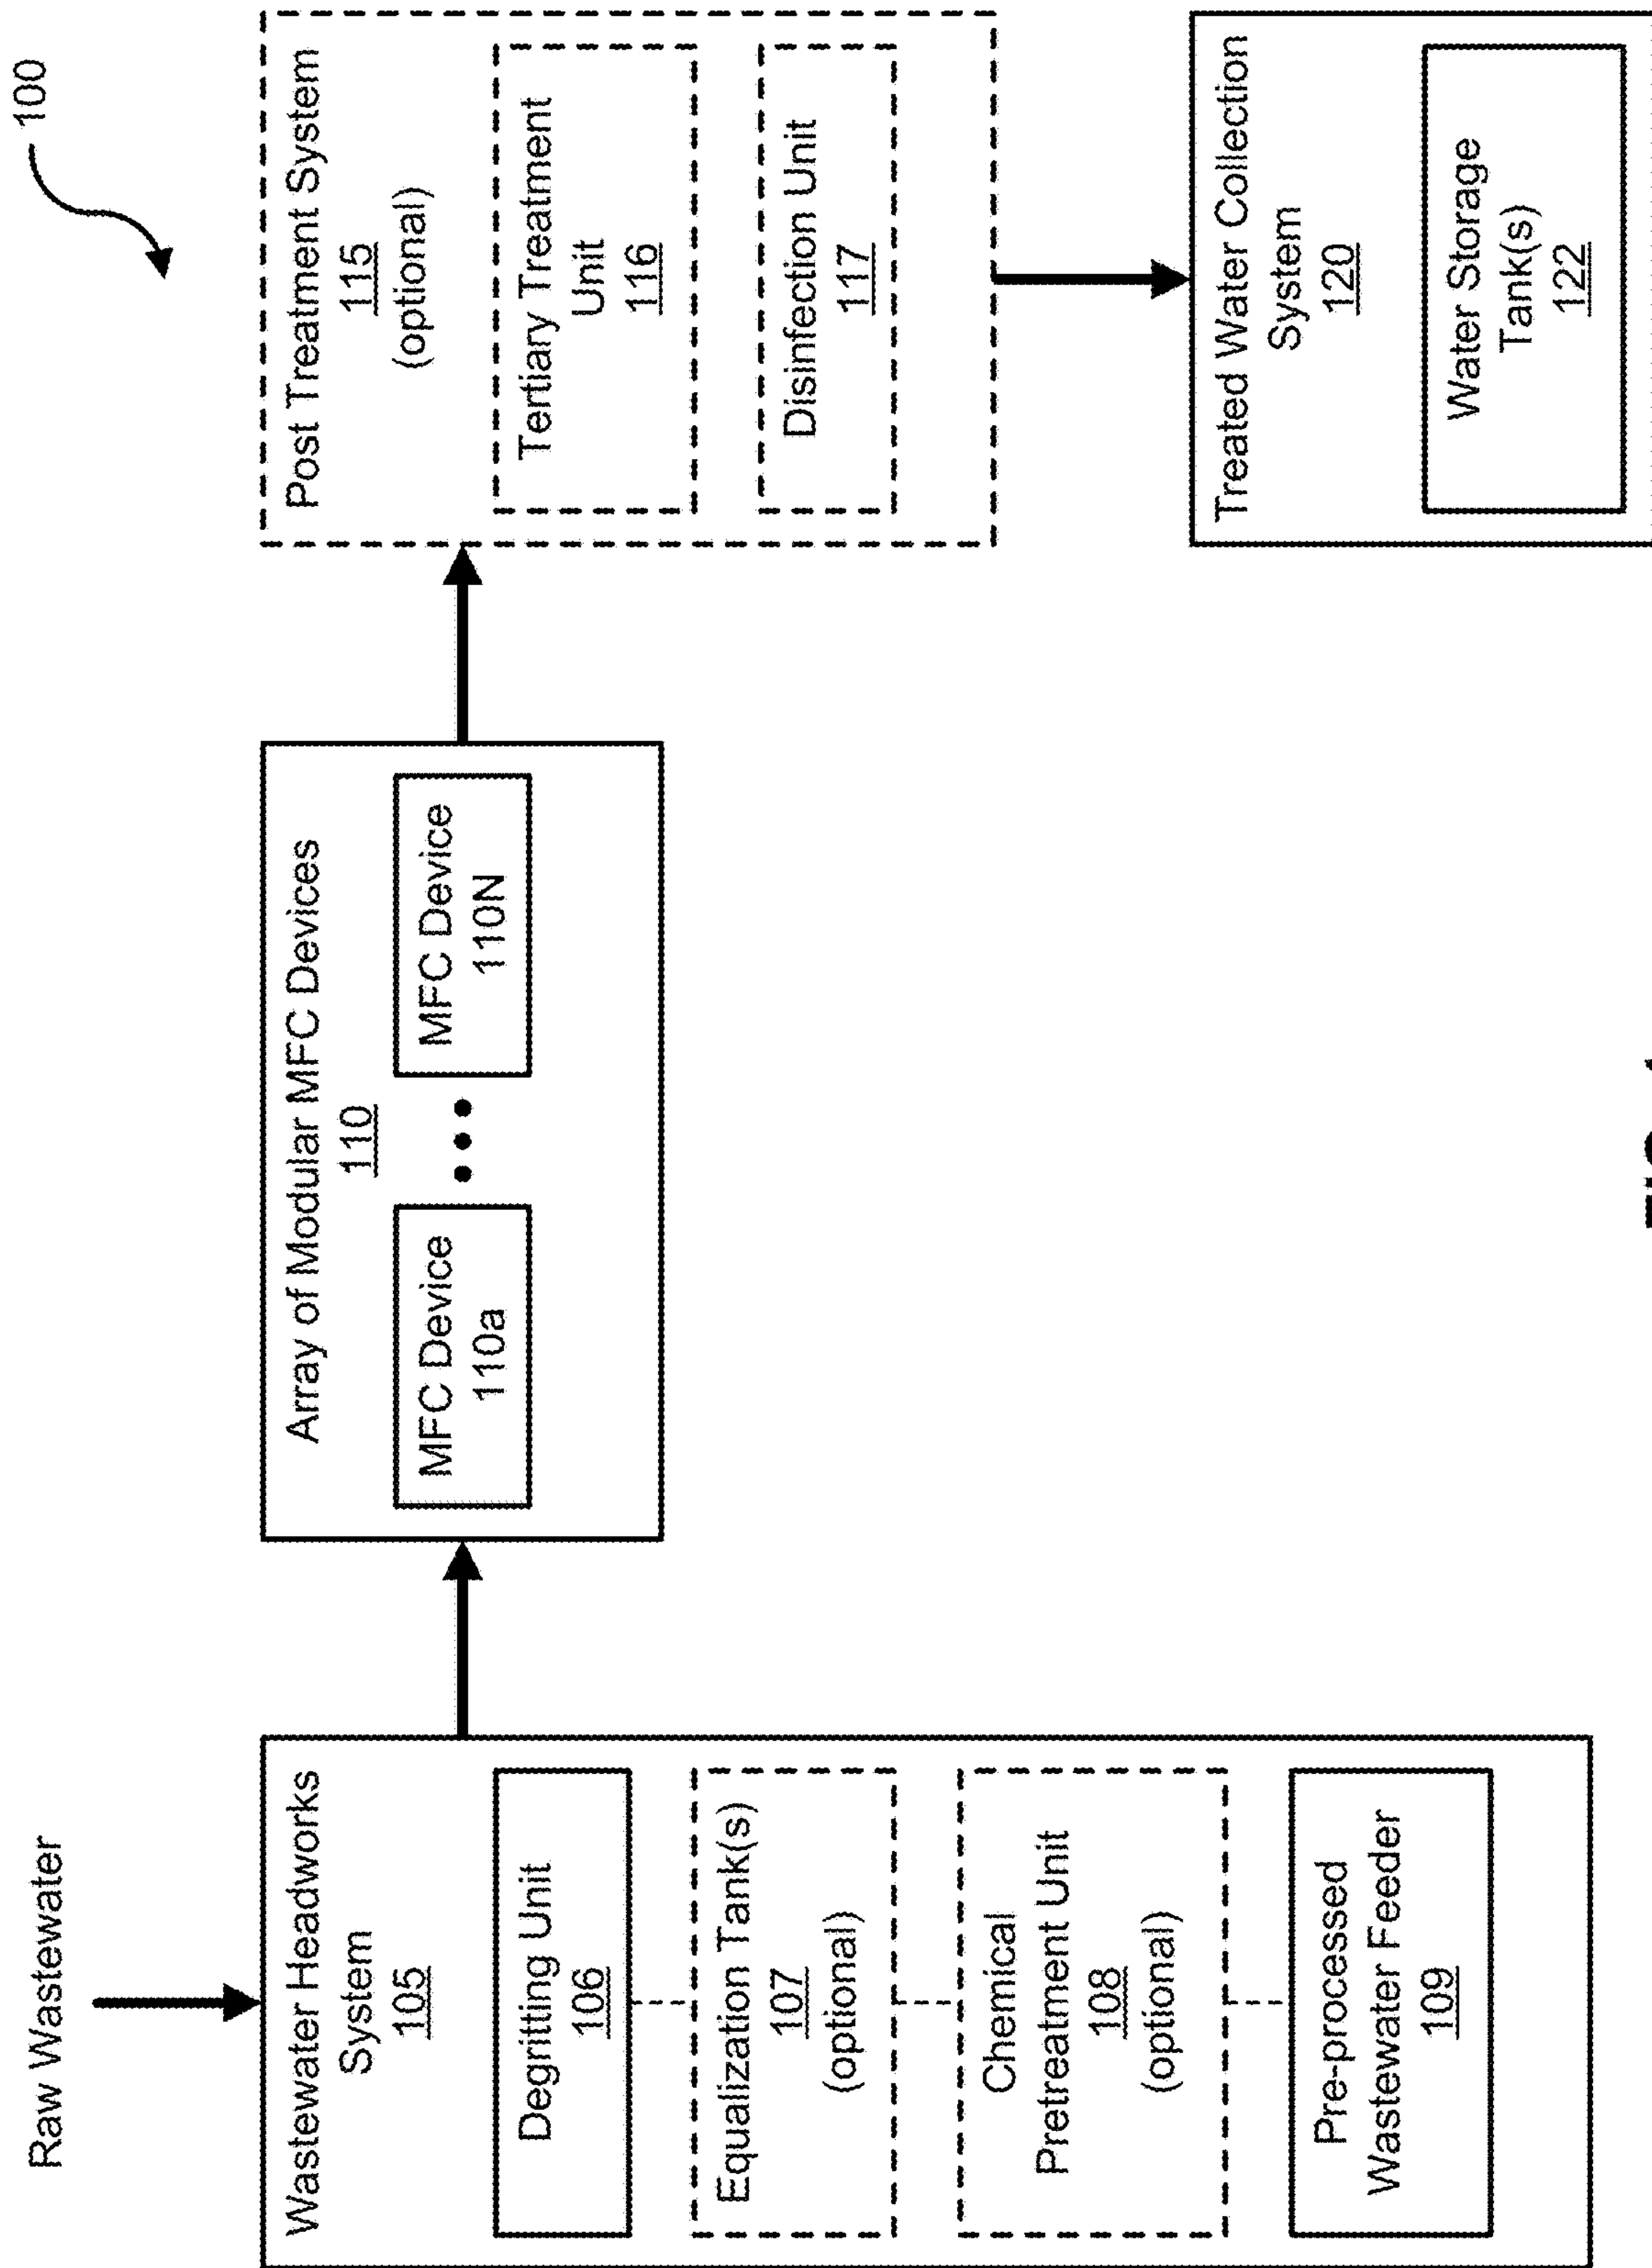 100
Raw Wastewater
Wastewater Headworks
System
105
Degritting Unit
106
Equalization Tank(s)
107
(optional)
Chemical
Pretreatment Unit
108
(optional)
Pre-processed
Wastewater Feeder
109
Array of Modular MFC Devices
110
MFC Device
110a
MFC Device
110N
Post Treatment System
115
(optional)
Tertiary Treatment
Unit
116
Disinfection Unit
117
Treated Water Collection
System
120
Water Storage
Tank(s)
122